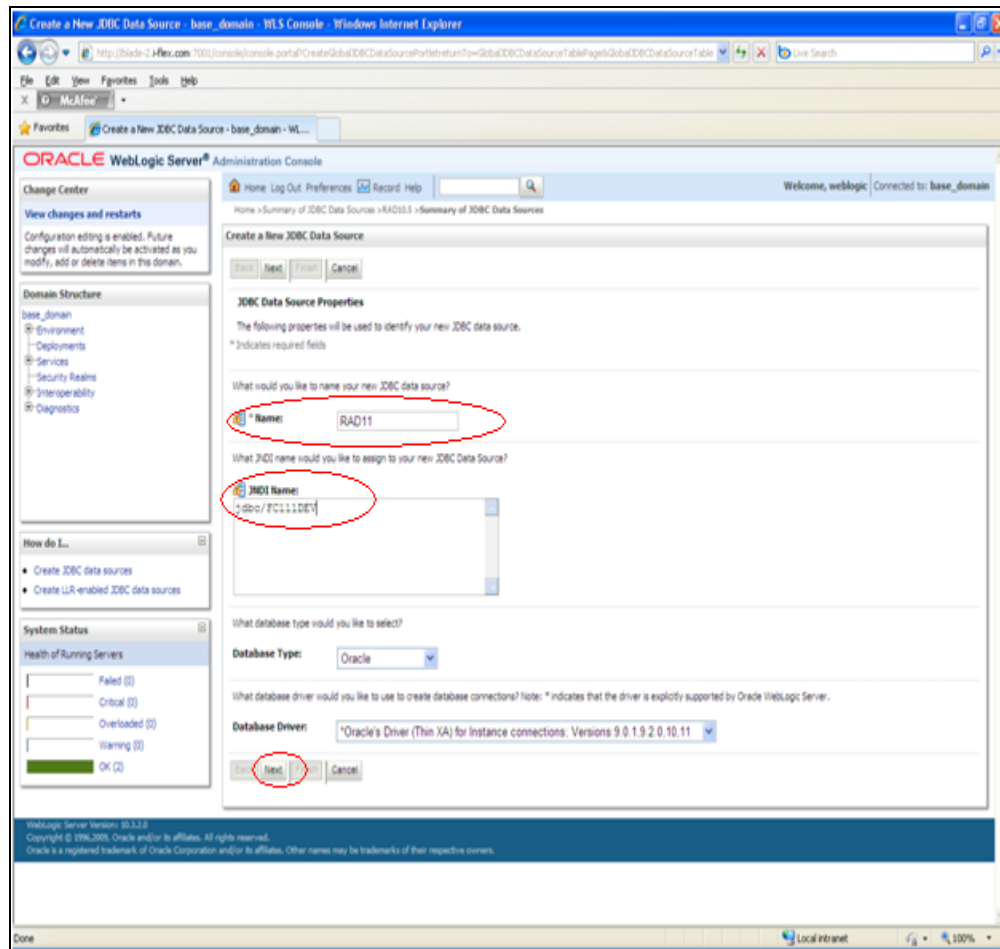 Create a New JDBC Data Source - base_domain - WLS Console - Windows Internet Explorer
http://blade-2.i-flex.com:7001/console/console.portal?CreateGlobalJDBCDataSourcePortletreturnTo=GlobalJDBCDataSourceTablePage&GlobalJDBCDataSourceTable
Live Search
File Edit View Favorites Tools Help
X McAfee
Favorites
Create a New JDBC Data Source - base_domain - WL...
ORACLE WebLogic Server® Administration Console
Change Center
View changes and restarts
Configuration editing is enabled. Future
changes will automatically be activated as you
modify, add or delete items in this domain.
Domain Structure
base_domain
Environment
Deployments
Services
Security Realms
Interoperability
Diagnostics
How do I...
Create JDBC data sources
Create LLR-enabled JDBC data sources
System Status
Health of Running Servers
Failed (0)
Critical (0)
Overloaded (0)
Warning (0)
OK (2)
Home Log Out Preferences Record Help
Welcome, weblogic Connected to: base_domain
Home >Summary of JDBC Data Sources >RAD10.5 >Summary of JDBC Data Sources
Create a New JDBC Data Source
Back Next Finish Cancel
JDBC Data Source Properties
The following properties will be used to identify your new JDBC data source.
* Indicates required fields
What would you like to name your new JDBC data source?
* Name: RAD11
What JNDI name would you like to assign to your new JDBC Data Source?
JNDI Name:
jdbc/FC111DEV
What database type would you like to select?
Database Type: Oracle
What database driver would you like to use to create database connections? Note: * indicates that the driver is explicitly supported by Oracle WebLogic Server.
Database Driver: *Oracle's Driver (Thin XA) for Instance connections; Versions:9.0.1,9.2.0,10,11
Back Next Finish Cancel
WebLogic Server Version: 10.3.2.0
Copyright © 1996,2009, Oracle and/or its affiliates. All rights reserved.
Oracle is a registered trademark of Oracle Corporation and/or its affiliates. Other names may be trademarks of their respective owners.
Done
Local intranet
100%